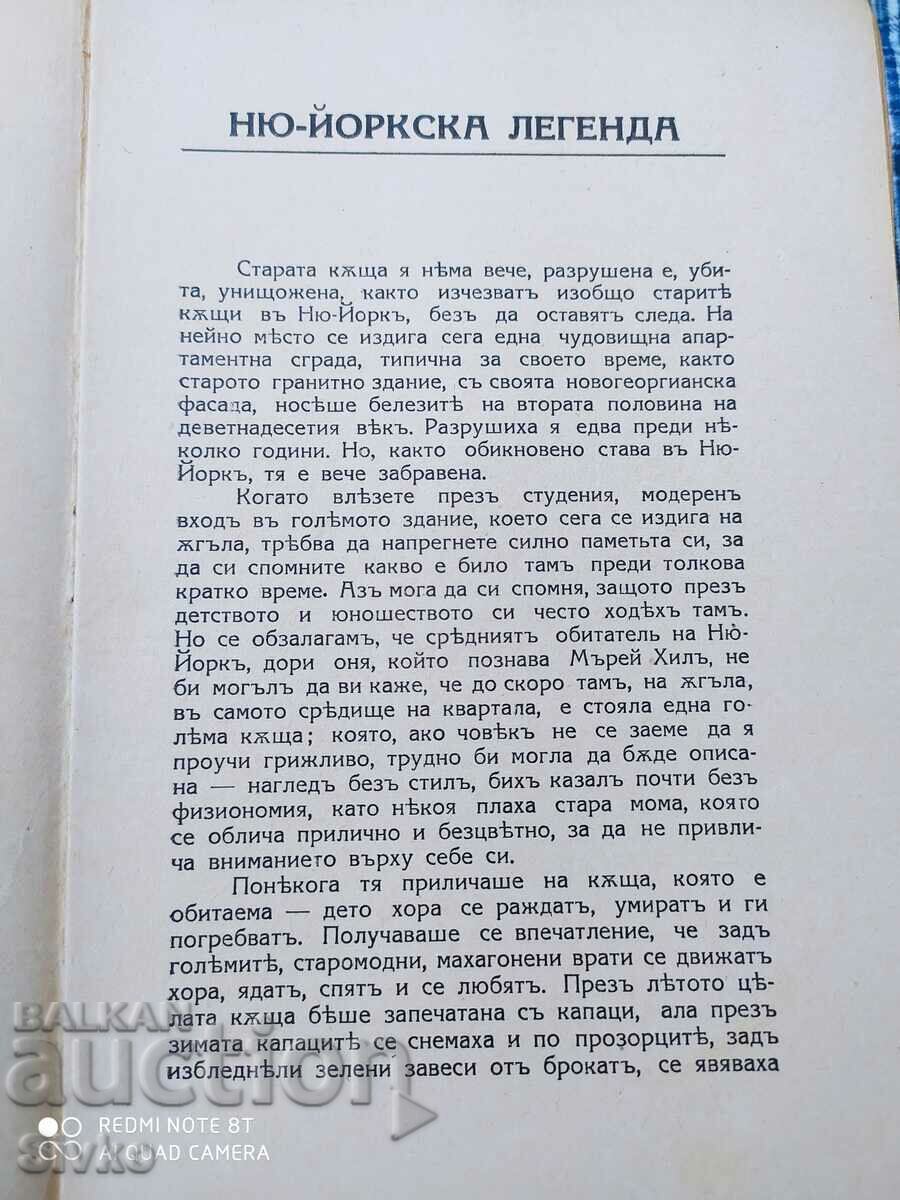 НЮ-ЙОРКСКА ЛЕГЕНДА
Старата кѫща я нѣма вече, разрушена е, уби-
та, унищожена, както изчезватъ изобщо старитѣ
кѫщи въ Ню-Йоркъ, безъ да оставятъ следа. На
нейно мѣсто се издига сега една чудовищна апар-
таментна сграда, типична за своето време, както
старото гранитно здание, съ своята новогеоргианска
фасада, носѣше белезитѣ на втората половина на
деветнадесетия вѣкъ. Разрушиха я едва преди нѣ-
колко години. Но, както обикновено става въ Ню-
Йоркъ, тя е вече забравена.
Когато влѣзете презъ студения, модеренъ
входъ въ голѣмото здание, което сега се издига на
ѫгъла, трѣбва да напрегнете силно паметьта си, за
да си спомните какво е било тамъ преди толкова
кратко време. Азъ мога да си спомня, защото презъ
детството и юношеството си често ходѣхъ тамъ.
Но се обзалагамъ, че срѣдниятъ обитатель на Ню-
Йоркъ, дори оня, който познава Мърей Хилъ, не
би могълъ да ви каже, че до скоро тамъ, на ѫгъла,
въ самото срѣдище на квартала, е стояла една го-
лѣма кѫща; която, ако човѣкъ не се заеме да я
проучи грижливо, трудно би могла да бѫде описа-
на — нагледъ безъ стилъ, бихъ казалъ почти безъ
физиономия, като нѣкоя плаха стара мома, която
се облича прилично и безцвѣтно, за да не привли-
ча вниманието върху себе си.
Понѣкога тя приличаше на кѫща, която е
обитаема — дето хора се раждатъ, умиратъ и ги
погребватъ. Получаваше се впечатление, че задъ
голѣмитѣ, старомодни, махагонени врати се движатъ
хора, ядатъ, спятъ и се любятъ. Презъ лѣтото цѣ-
лата кѫща бѣше запечатана съ капаци, ала презъ
зимата капацитѣ се снемаха и по прозорцитѣ, задъ
избледнѣли зелени завеси отъ брокатъ, се явяваха
BALKAN
auction
REDMI NOTE 8T
AI QUAD CAMERA
Sivko